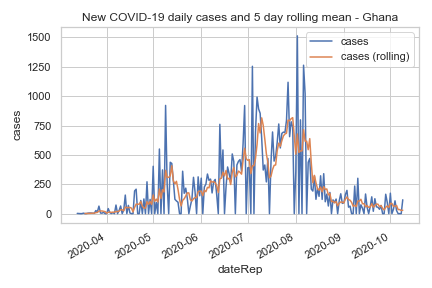 New COVID-19 daily cases and 5 day rolling mean - Ghana
1500
1250
1000
750
500
250
0
cases
cases
cases (rolling)
2020-04
2020-05
2020-06
2020-07
2020-08
2020-09
2020-10
dateRep